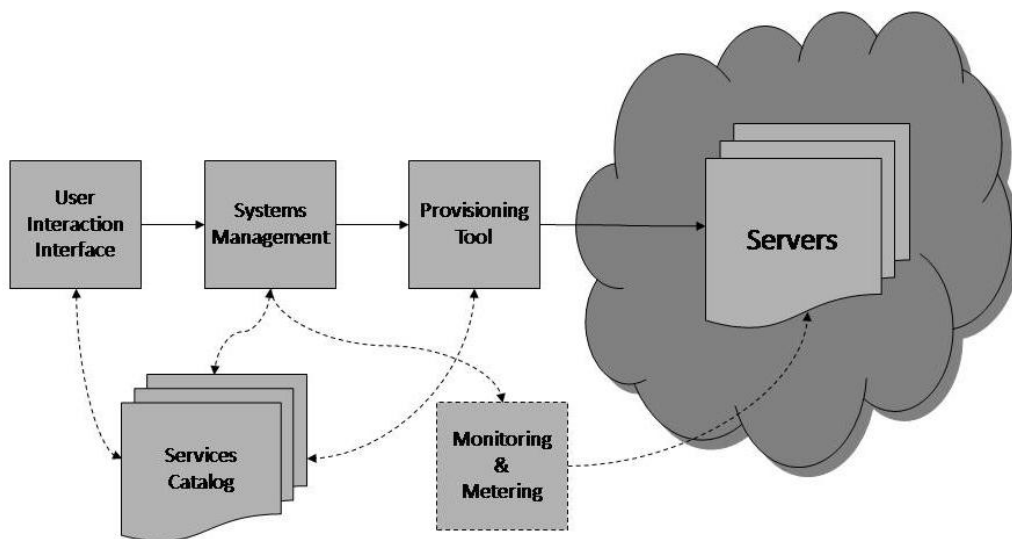 User
Interaction
Interface
Systems
Management
Provisioning
Tool
Servers
Services
Catalog
Monitoring
&
Metering